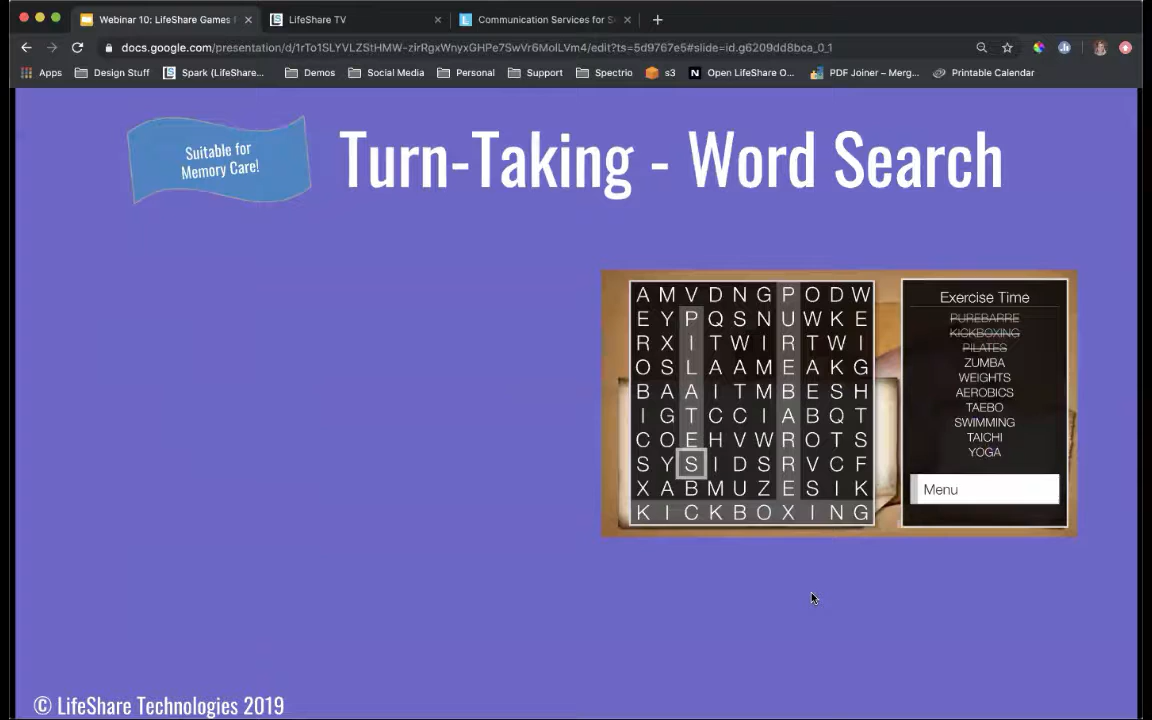 Webinar 10: LifeShare Games
LifeShare TV
Communication Services for S
docs.google.com/presentation/d/1rTo1SLYVLZStHMW-zirRgxWnyxGHPe7SwVr6MolLVm4/edit?ts=5d9767e5#slide=id.g6209dd8bca_0_1
Apps
Design Stuff
Spark (LifeShare...
Demos
Social Media
Personal
Support
Spectrio
s3
Open LifeShare O...
PDF Joiner – Merg...
Printable Calendar
Suitable for
Memory Care!
Turn-Taking - Word Search
A M V D N G P O D W
E Y P Q S N U W K E
R X I T W I R T W I
O S L A A M E A K G
B A A I T M B E S H
I G T C C I A B Q T
C O E H V W R O T S
S Y S I D S R V C F
X A B M U Z E S I K
K I C K B O X I N G
Exercise Time
PUREBARRE
KICKBOXING
PILATES
ZUMBA
WEIGHTS
AEROBICS
TAEBO
SWIMMING
TAICHI
YOGA
Menu
© LifeShare Technologies 2019